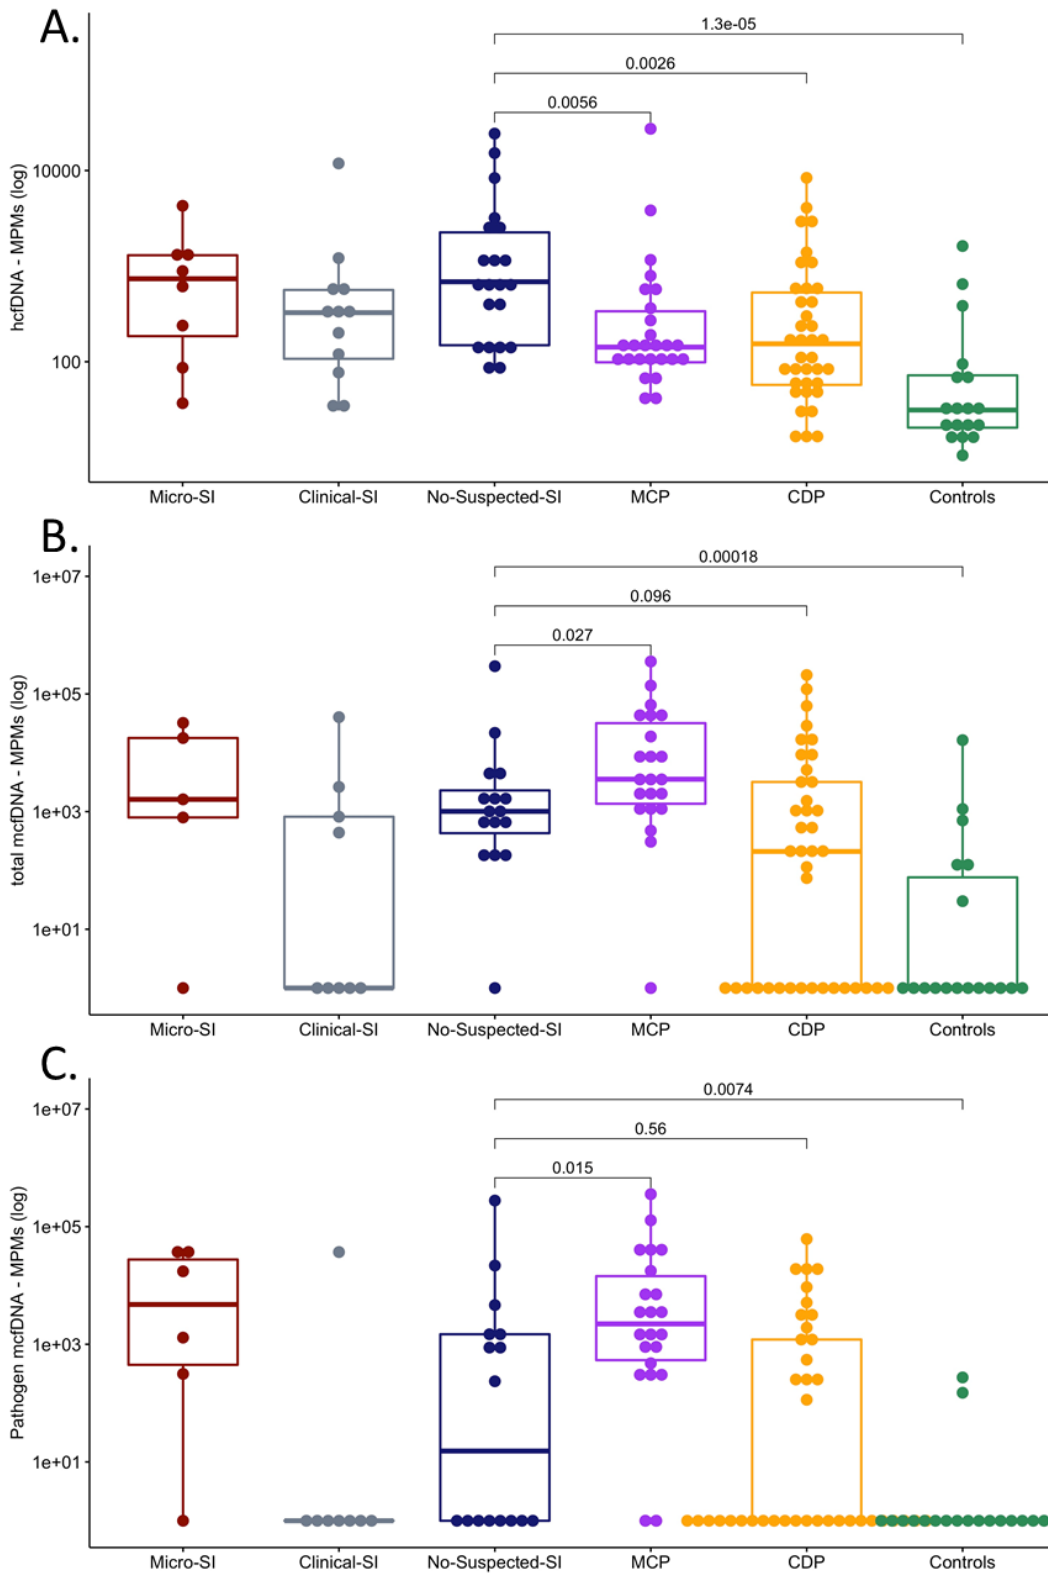 A.
1.3e-05
0.0026
0.0056
10000
100
hcfDNA - MPMs (log)
Micro-SI Clinical-SI No-Suspected-SI MCP CDP Controls
B.
1e+07
0.00018
0.096
0.027
1e+05
1e+03
1e+01
total mcfDNA - MPMs (log)
Micro-SI Clinical-SI No-Suspected-SI MCP CDP Controls
C.
1e+07
0.0074
0.56
0.015
1e+05
1e+03
1e+01
Pathogen mcfDNA - MPMs (log)
Micro-SI Clinical-SI No-Suspected-SI MCP CDP Controls